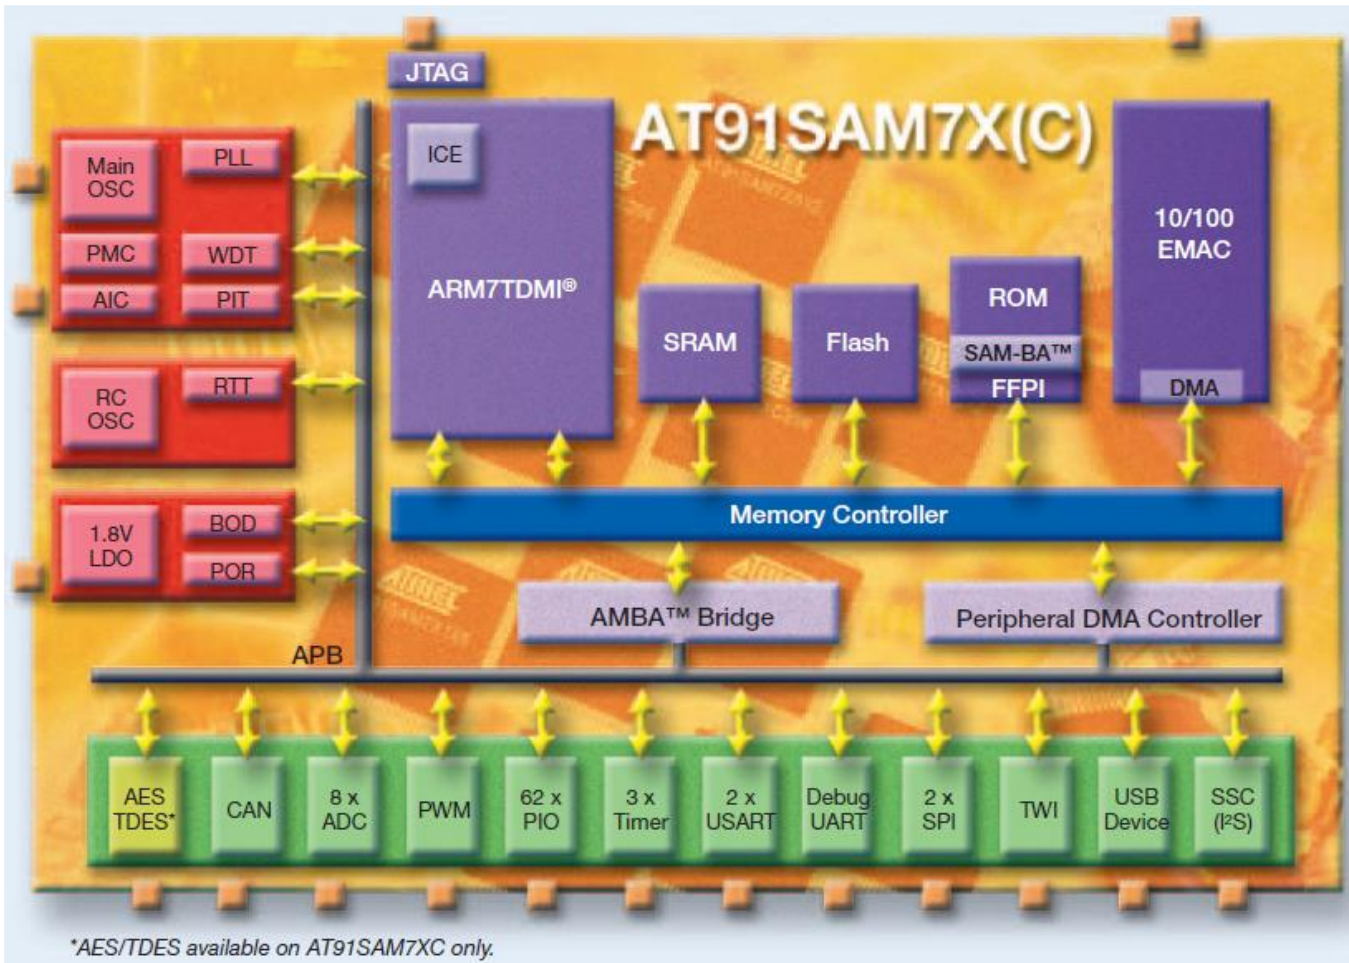 JTAG
AT91SAM7X(C)
ICE
ARM7TDMI®
Main
OSC
PLL
PMC
WDT
AIC
PIT
RC
OSC
RTT
1.8V
LDO
BOD
POR
SRAM
Flash
ROM
SAM-BA™
FFPI
10/100
EMAC
DMA
Memory Controller
AMBA™ Bridge
Peripheral DMA Controller
APB
AES
TDES*
CAN
8 x
ADC
PWM
62 x
PIO
3 x
Timer
2 x
USART
Debug
UART
2 x
SPI
TWI
USB
Device
SSC
(I²S)
*AES/TDES available on AT91SAM7XC only.